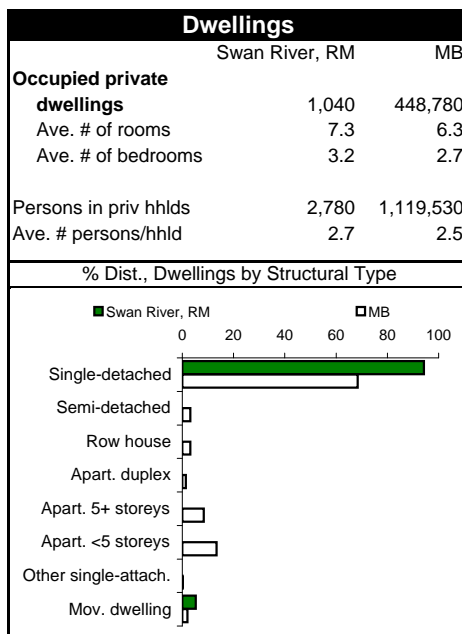 Dwellings
Swan River, RM MB
Occupied private
dwellings 1,040 448,780
Ave. # of rooms 7.3 6.3
Ave. # of bedrooms 3.2 2.7
Persons in priv hhlds 2,780 1,119,530
Ave. # persons/hhld 2.7 2.5
% Dist., Dwellings by Structural Type
Swan River, RM MB
0 20 40 60 80 100
Single-detached
Semi-detached
Row house
Apart. duplex
Apart. 5+ storeys
Apart. <5 storeys
Other single-attach.
Mov. dwelling